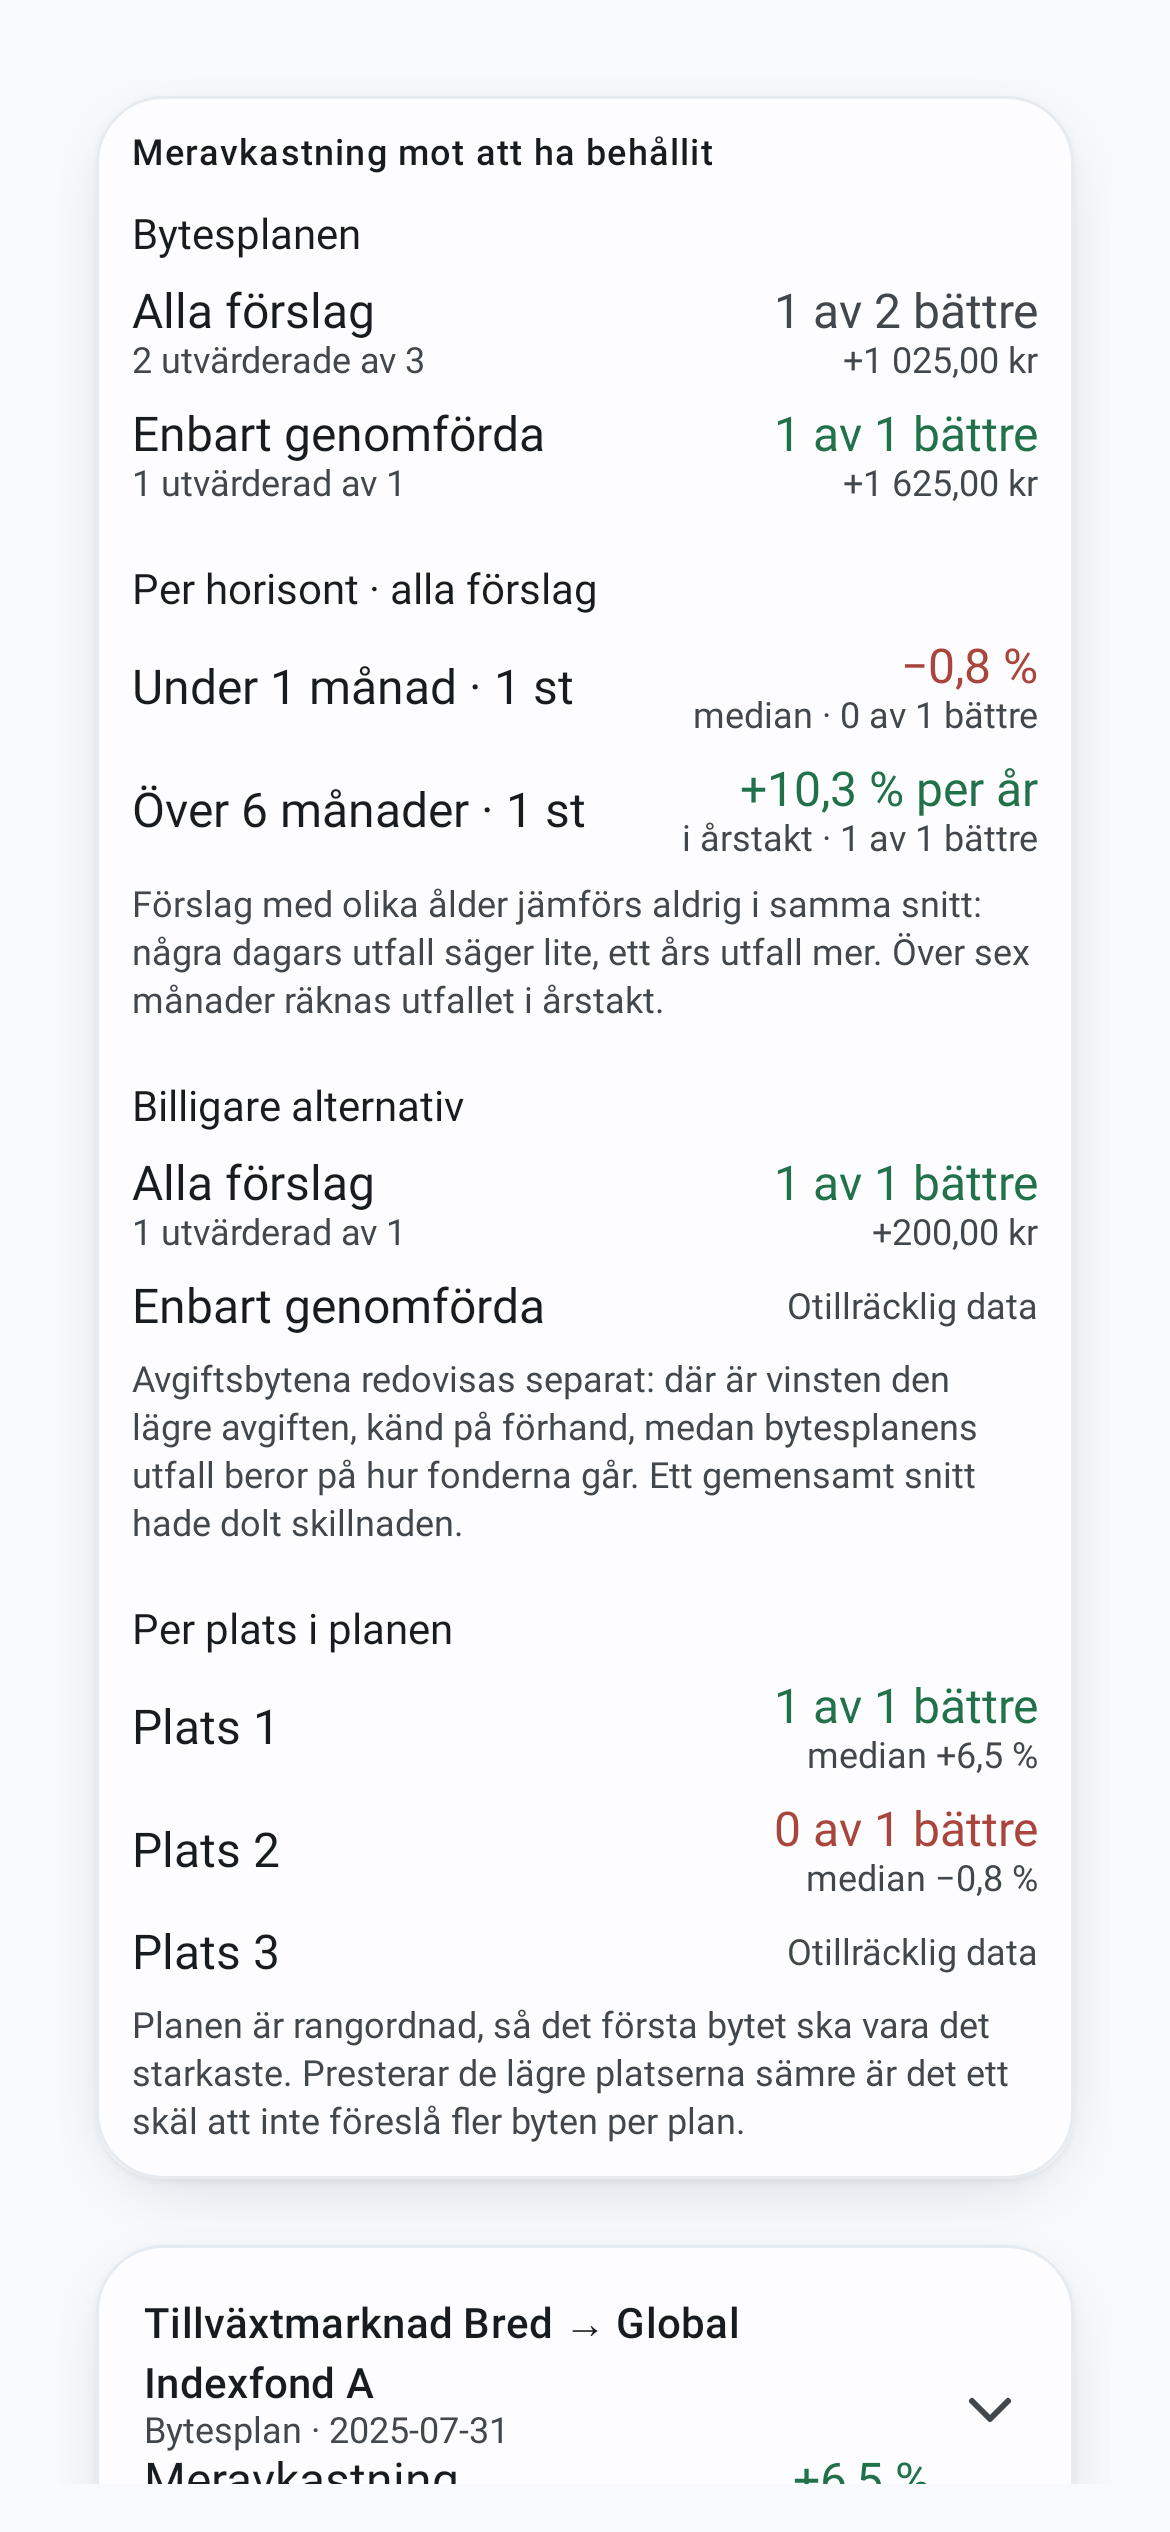 Meravkastning mot att ha behållit
Bytesplanen
Alla förslag
1 av 2 bättre
2 utvärderade av 3
+1 025,00 kr
Enbart genomförda
1 av 1 bättre
1 utvärderad av 1
+1 625,00 kr
Per horisont · alla förslag
Under 1 månad · 1 st
−0,8 %
median · 0 av 1 bättre
Över 6 månader · 1 st
+10,3 % per år
i årstakt · 1 av 1 bättre
Förslag med olika ålder jämförs aldrig i samma snitt:
några dagars utfall säger lite, ett års utfall mer. Över sex
månader räknas utfallet i årstakt.
Billigare alternativ
Alla förslag
1 av 1 bättre
1 utvärderad av 1
+200,00 kr
Enbart genomförda
Otillräcklig data
Avgiftsbytena redovisas separat: där är vinsten den
lägre avgiften, känd på förhand, medan bytesplanens
utfall beror på hur fonderna går. Ett gemensamt snitt
hade dolt skillnaden.
Per plats i planen
Plats 1
1 av 1 bättre
median +6,5 %
Plats 2
0 av 1 bättre
median −0,8 %
Plats 3
Otillräcklig data
Planen är rangordnad, så det första bytet ska vara det
starkaste. Presterar de lägre platserna sämre är det ett
skäl att inte föreslå fler byten per plan.
Tillväxtmarknad Bred → Global
Indexfond A
Bytesplan · 2025-07-31
Meravkastning
+6,5 %